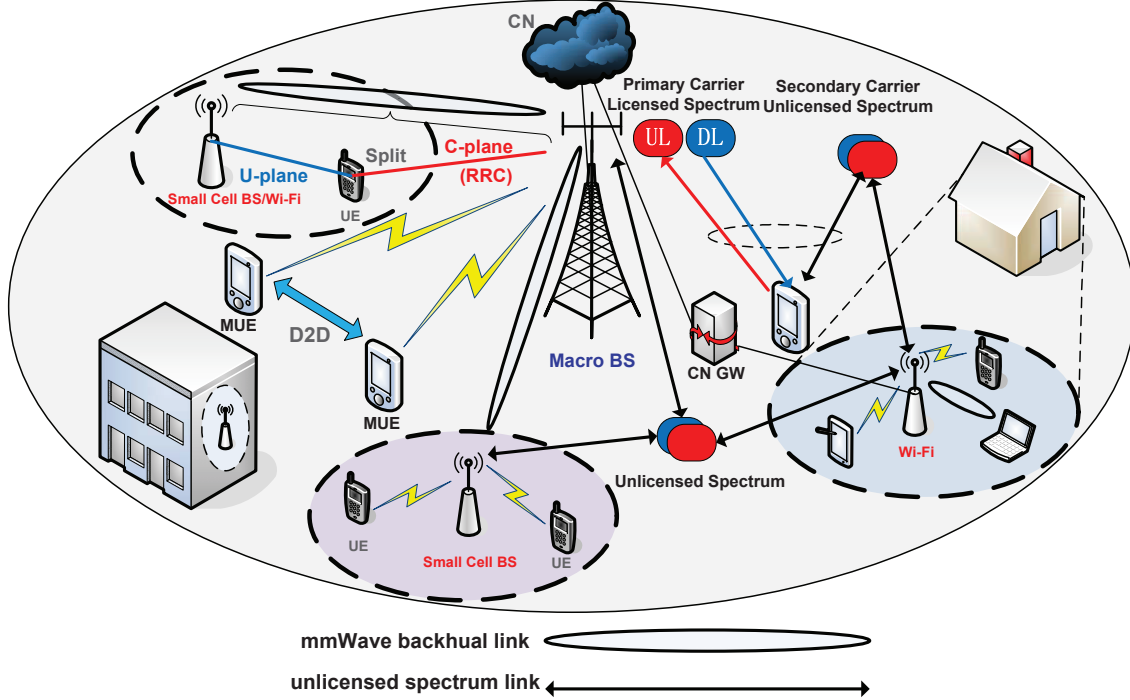 CN
Primary Carrier
Licensed Spectrum
Secondary Carrier
Unlicensed Spectrum
UL
DL
Split
C-plane
(RRC)
U-plane
Small Cell BS/Wi-Fi
UE
MUE
D2D
MUE
Macro BS
CN GW
Wi-Fi
Unlicensed Spectrum
UE
Small Cell BS
UE
mmWave backhual link
unlicensed spectrum link